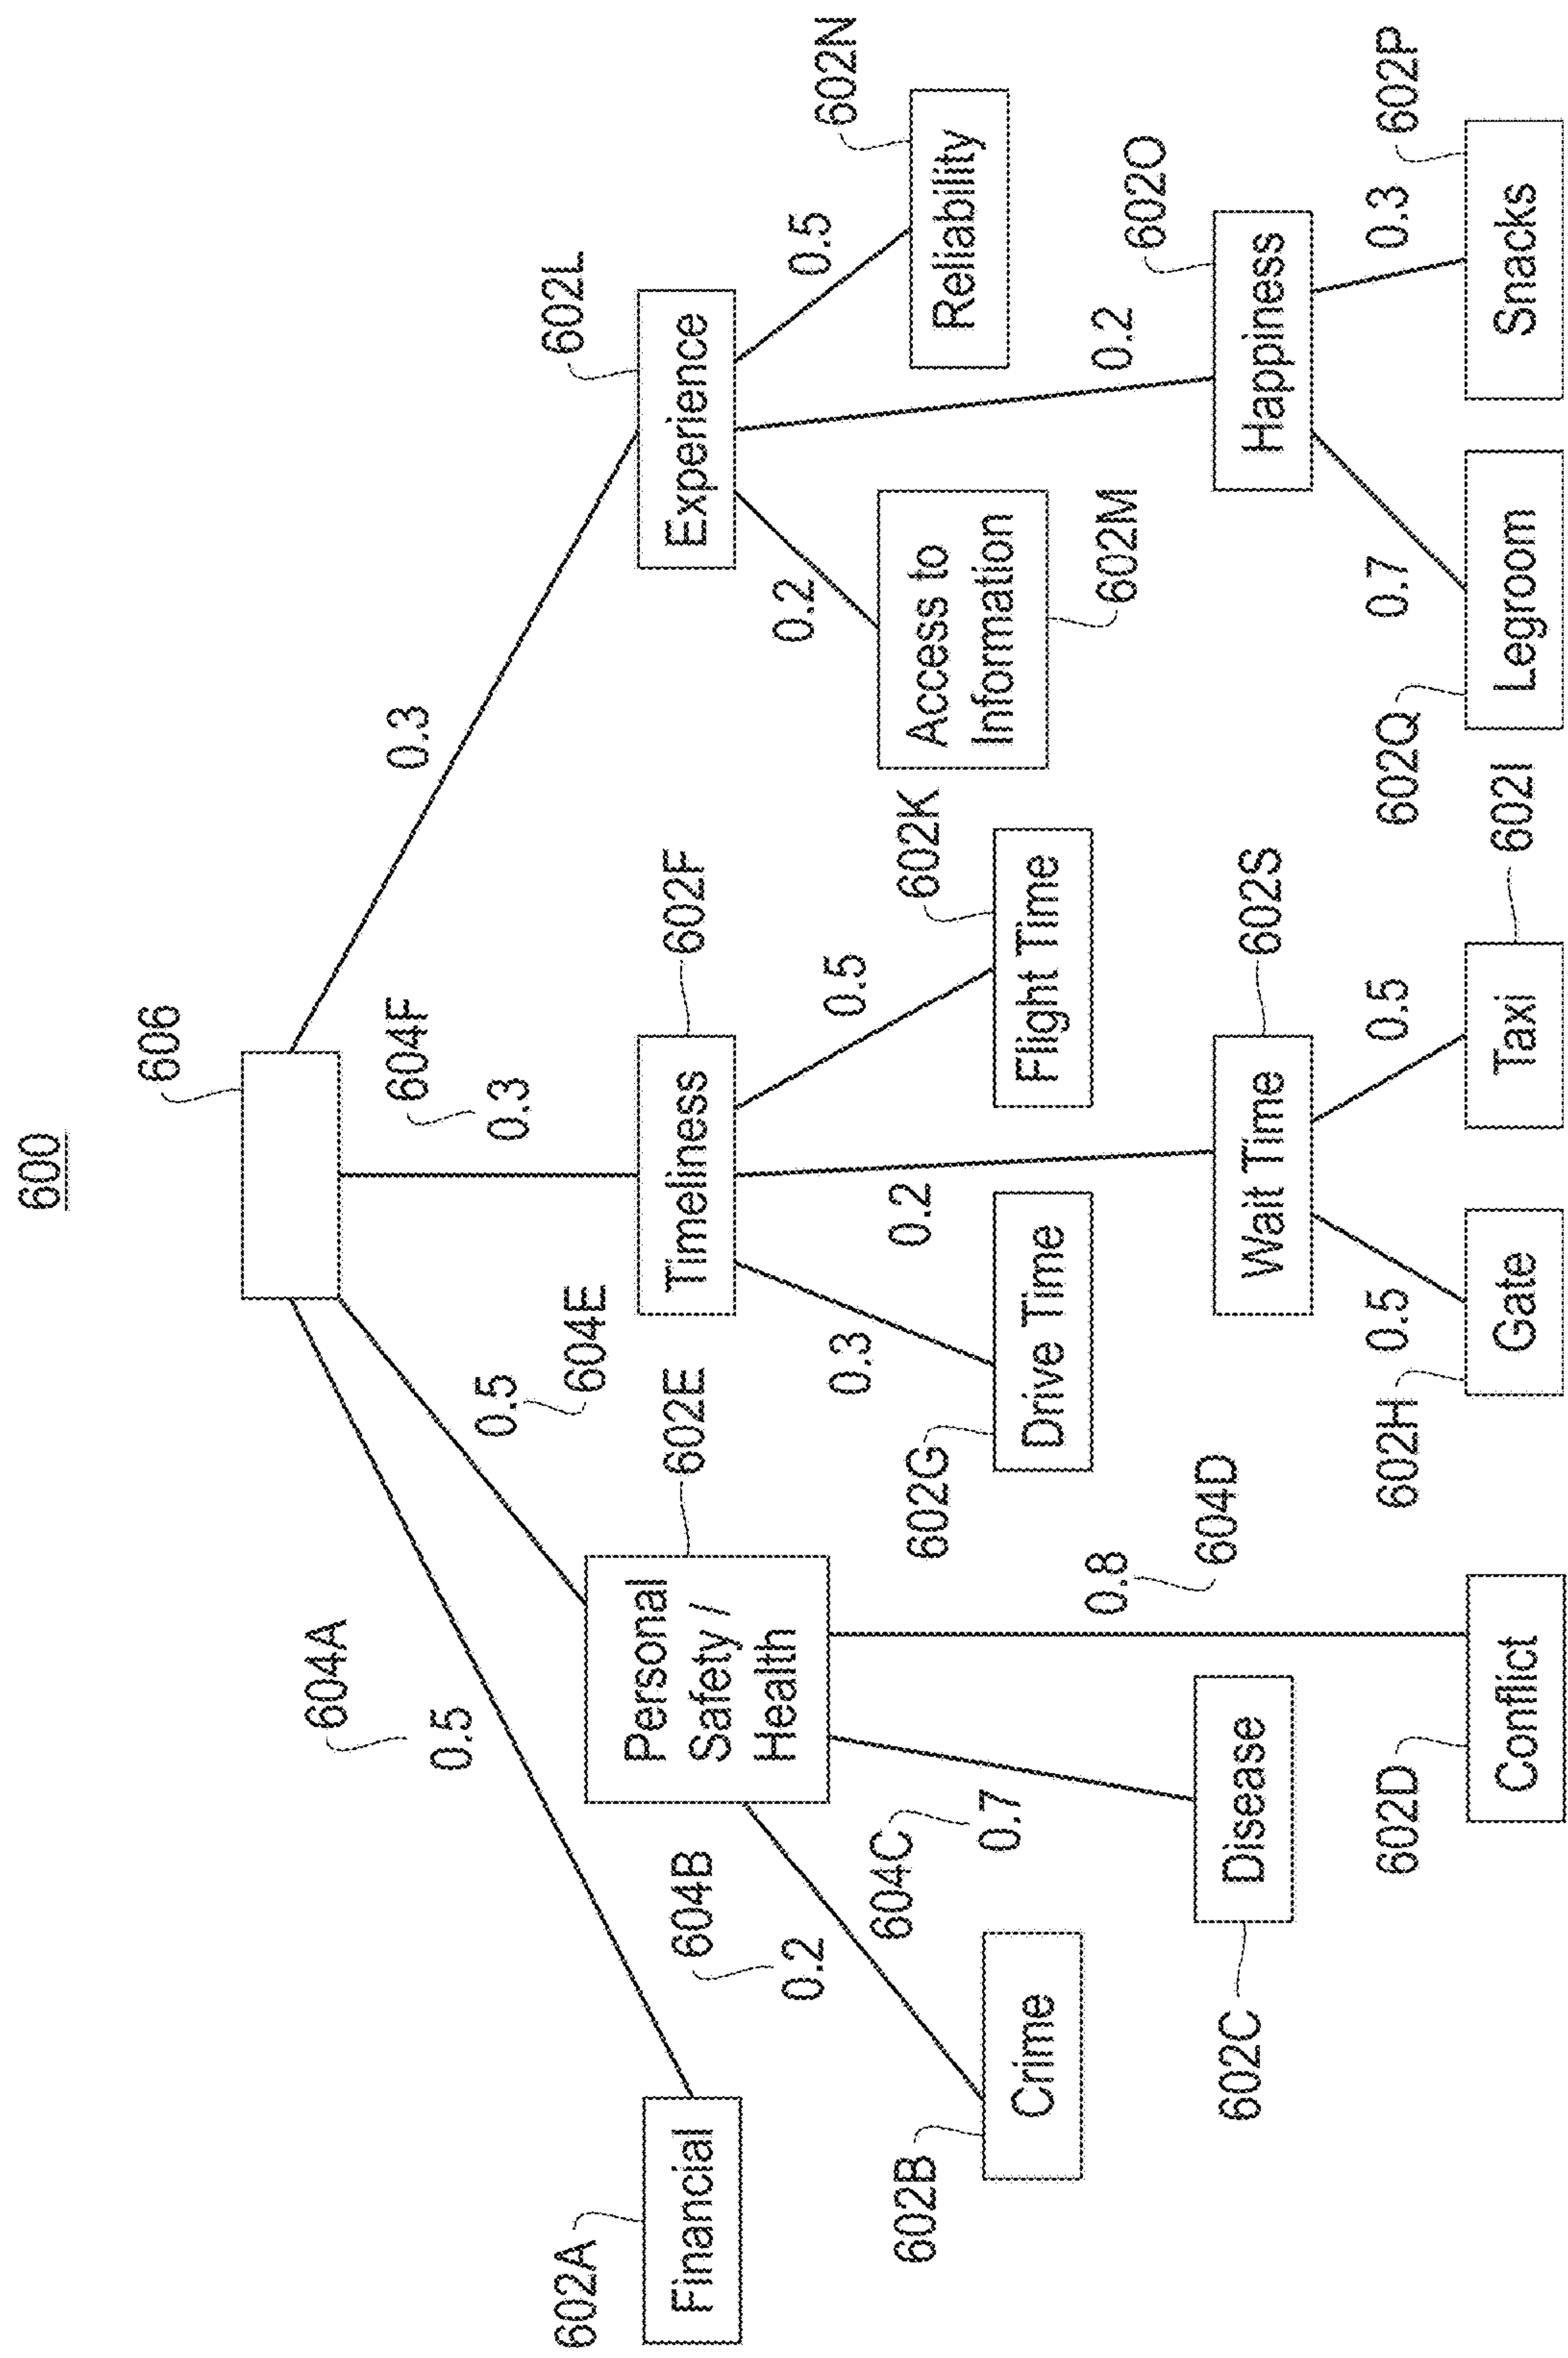 600
606
604A
0.5
0.5
604E
604F
0.3
0.3
602A
Financial
602E
Personal
Safety /
Health
602F
Timeliness
602L
Experience
604B
0.2
604C
0.7
0.8
604D
0.3
0.2
0.5
0.2
0.2
0.5
602B
Crime
602C
Disease
602D
Conflict
602G
Drive Time
602K
Flight Time
602M
Access to
Information
602N
Reliability
602S
Wait Time
602O
Happiness
602H
0.5
0.5
602I
602Q
0.7
0.3
602P
Gate
Taxi
Legroom
Snacks